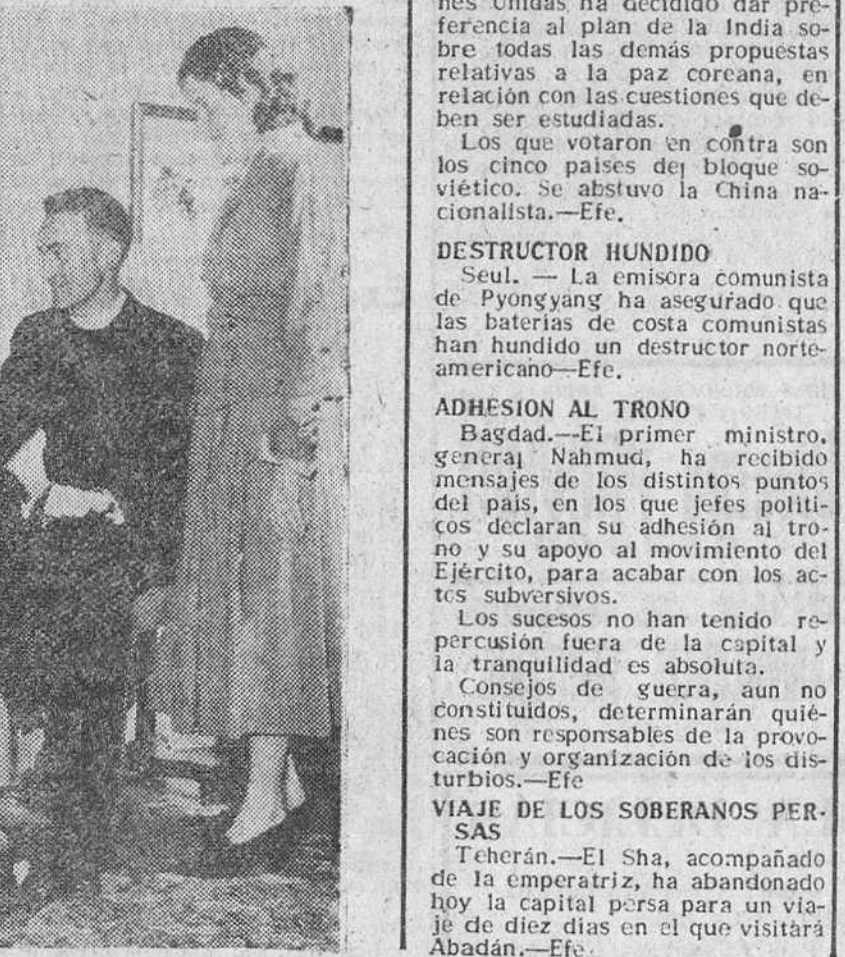 nes Unidas ha decidido dar pre-
ferencia al plan de la India so-
bre todas las demás propuestas
relativas a la paz coreana, en
relación con las cuestiones que de-
ben ser estudiadas.
Los que votaron en contra son
los cinco países del bloque so-
viético. Se abstuvo la China na-
cionalista.—Efe.
DESTRUCTOR HUNDIDO
Seul. — La emisora comunista
de Pyongyang ha asegurado que
las baterías de costa comunistas
han hundido un destructor norte-
americano—Efe.
ADHESION AL TRONO
Bagdad.—El primer ministro,
general Nahmud, ha recibido
mensajes de los distintos puntos
del país, en los que jefes políti-
cos declaran su adhesión al tro-
no y su apoyo al movimiento del
Ejército, para acabar con los ac-
tos subversivos.
Los sucesos no han tenido re-
percusión fuera de la capital y
la tranquilidad es absoluta.
Consejos de guerra, aun no
constituidos, determinarán quié-
nes son responsables de la provo-
cación y organización de los dis-
turbios.—Efe
VIAJE DE LOS SOBERANOS PER-
SAS
Teherán.—El Sha, acompañado
de la emperatriz, ha abandonado
hoy la capital persa para un via-
je de diez días en el que visitará
Abadán.—Efe.